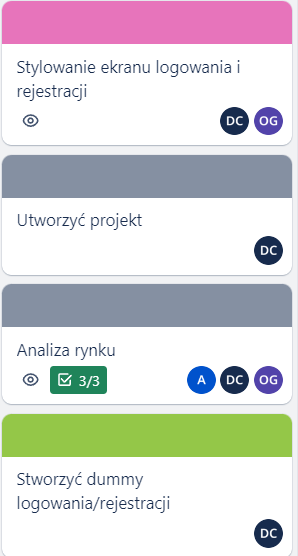 Stylowanie ekranu logowania i
rejestracji
DC OG
Utworzyć projekt
DC
Analiza rynku
3/3 A DC OG
Stworzyć dummy
logowania/rejestracji
DC